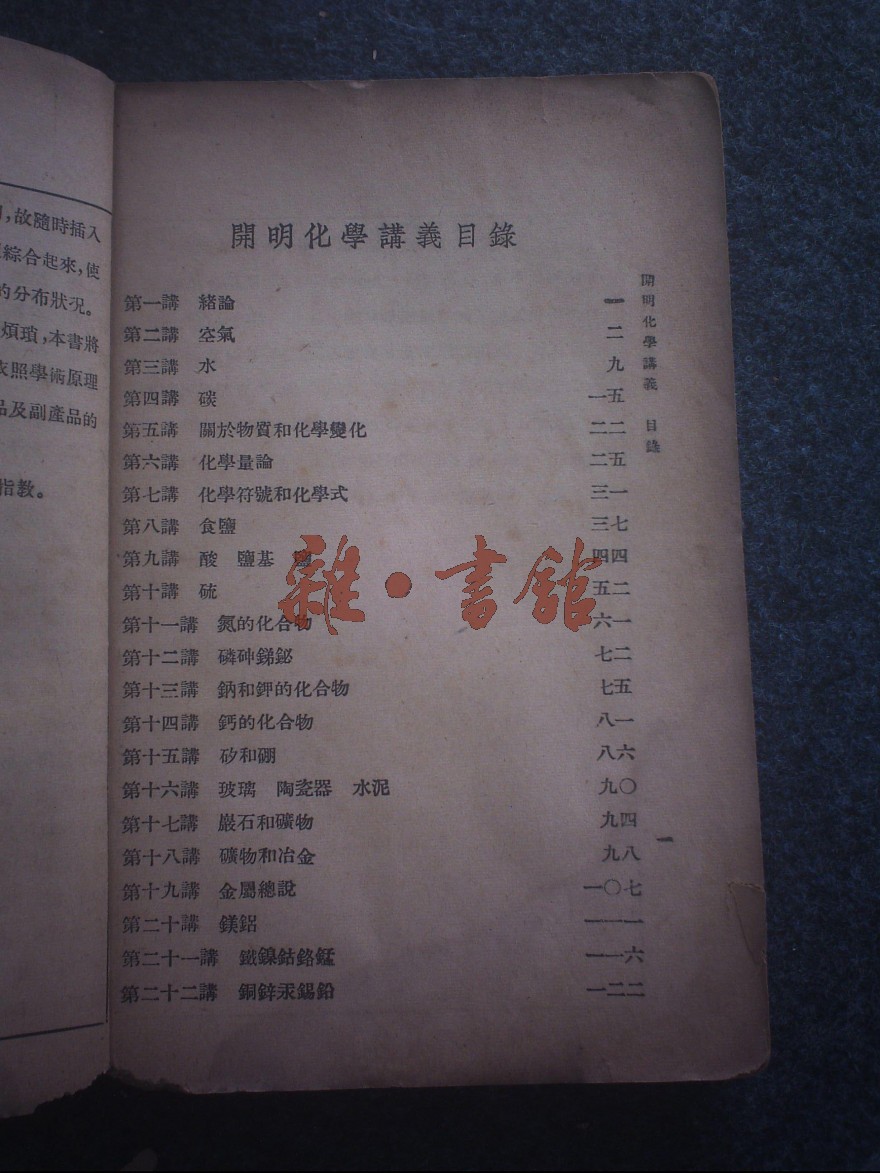 故隨時插入
綜合起來,使
的分布狀況。
煩瑣,本書將
依照學術原理
品及副產品的
指教。
開明化學講義目錄
第一講 緒論 一
第二講 空氣 二
第三講 水 九
第四講 碳 一五
第五講 關於物質和化學變化 二二
第六講 化學量論 二五
第七講 化學符號和化學式 三一
第八講 食鹽 三七
第九講 酸 鹽基 鹽 四四
第十講 硫 五二
第十一講 氮的化合物 六一
第十二講 磷砷銻鉍 七二
第十三講 鈉和鉀的化合物 七五
第十四講 鈣的化合物 八一
第十五講 矽和硼 八六
第十六講 玻璃 陶瓷器 水泥 九〇
第十七講 巖石和礦物 九四
第十八講 礦物和冶金 九八
第十九講 金屬總說 一〇七
第二十講 鎂鋁 一一一
第二十一講 鐵鎳鈷鉻錳 一一六
第二十二講 銅鋅汞錫鉛 一二二
開明化學講義 目錄
一
雜·書館